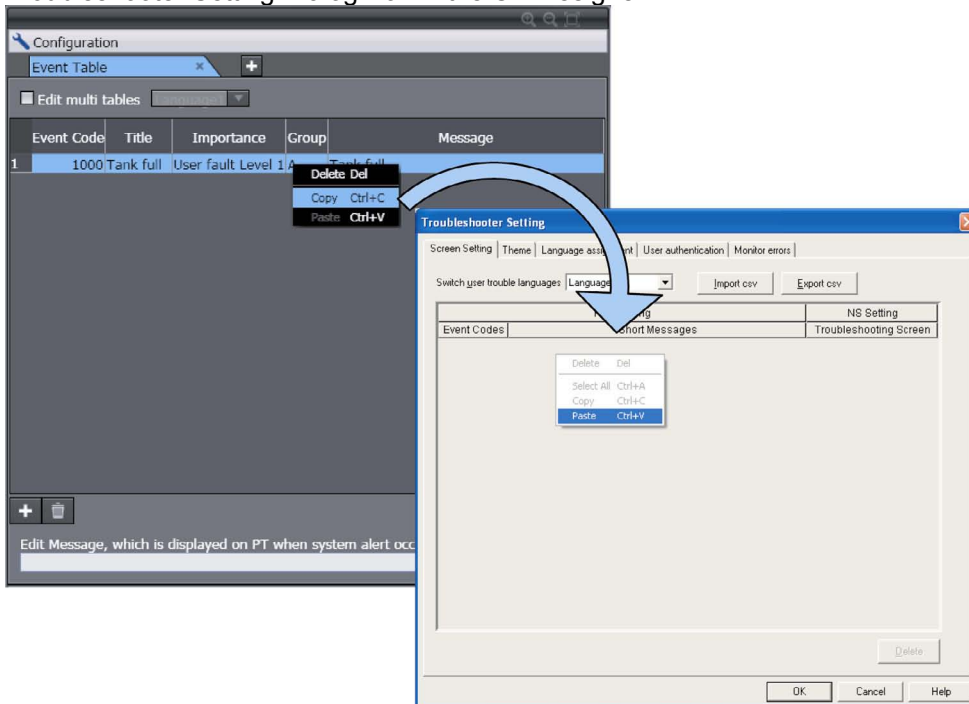 Configuration
Event Table
Edit multi tables Language1
Event Code Title Importance Group Message
1 1000 Tank full User fault Level 1 A Tank full
Delete Del
Copy Ctrl+C
Paste Ctrl+V
Edit Message, which is displayed on PT when system alert occ
Troubleshooter Setting
Screen Setting Theme Language User authentication Monitor errors
Switch user trouble languages Language Import csv Export csv
NS Setting
Event Codes Short Messages Troubleshooting Screen
Delete Del
Select All Ctrl+A
Copy Ctrl+C
Paste Ctrl+V
Delete
OK Cancel Help